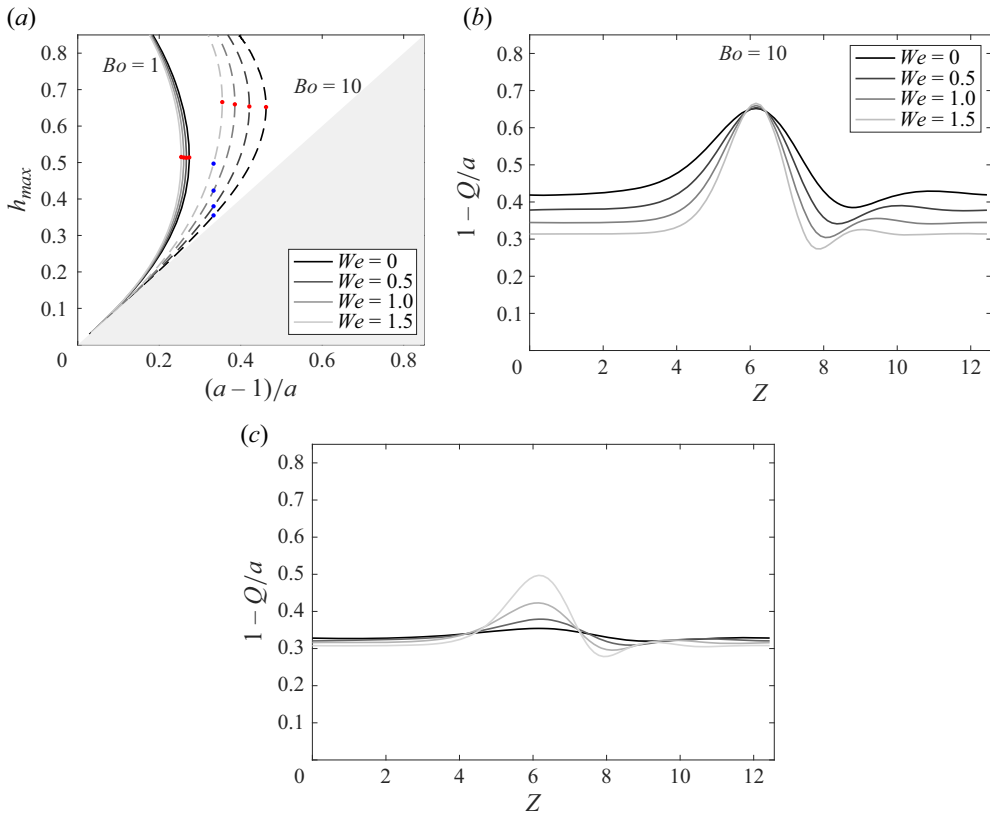 (a)
0.8
0.7
0.6
0.5
0.4
0.3
0.2
0.1
0
0.2
0.4
0.6
0.8
h_max
(a – 1)/a
Bo = 1
Bo = 10
We = 0
We = 0.5
We = 1.0
We = 1.5
(b)
0.8
0.7
0.6
0.5
0.4
0.3
0.2
0.1
0
2
4
6
8
10
12
1 – Q/a
Z
Bo = 10
We = 0
We = 0.5
We = 1.0
We = 1.5
(c)
0.8
0.7
0.6
0.5
0.4
0.3
0.2
0.1
0
2
4
6
8
10
12
1 – Q/a
Z